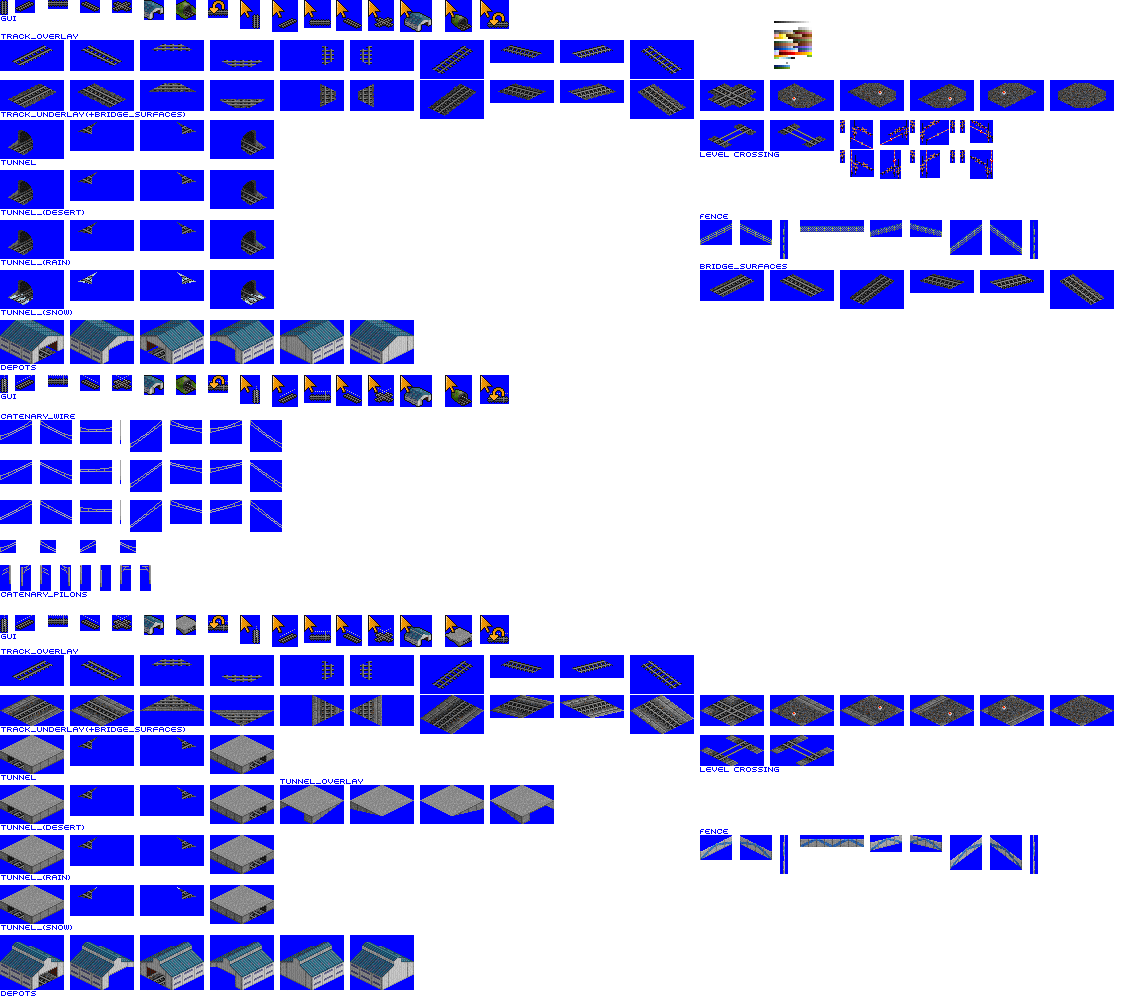 GUI
TRACK_OVERLAY
TRACK_UNDERLAY(+BRIDGE_SURFACES)
TUNNEL
LEVEL CROSSING
TUNNEL_(DESERT)
FENCE
TUNNEL_(RAIN)
BRIDGE_SURFACES
TUNNEL_(SNOW)
DEPOTS
GUI
CATENARY_WIRE
CATENARY_PILONS
GUI
TRACK_OVERLAY
TRACK_UNDERLAY(+BRIDGE_SURFACES)
TUNNEL
LEVEL CROSSING
TUNNEL_OVERLAY
TUNNEL_(DESERT)
FENCE
TUNNEL_(RAIN)
TUNNEL_(SNOW)
DEPOTS